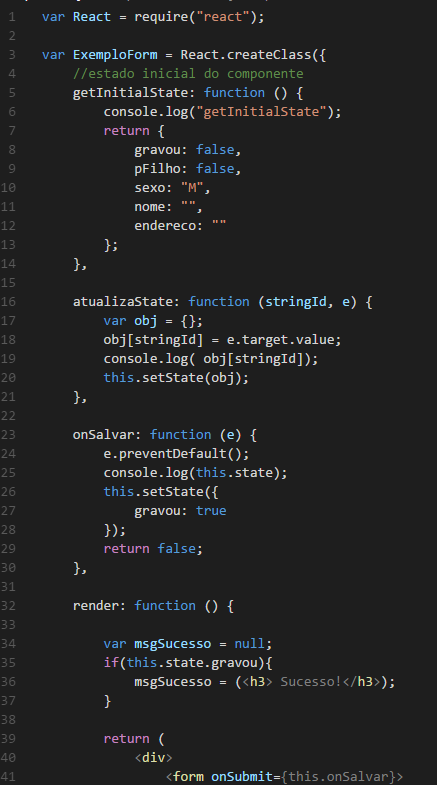 1 var React = require("react");
2
3 var ExemploForm = React.createClass({
4     //estado inicial do componente
5     getInitialState: function () {
6         console.log("getInitialState");
7         return {
8             gravou: false,
9             pFilho: false,
10             sexo: "M",
11             nome: "",
12             endereco: ""
13         };
14     },
15
16     atualizaState: function (stringId, e) {
17         var obj = {};
18         obj[stringId] = e.target.value;
19         console.log( obj[stringId]);
20         this.setState(obj);
21     },
22
23     onSalvar: function (e) {
24         e.preventDefault();
25         console.log(this.state);
26         this.setState({
27             gravou: true
28         });
29         return false;
30     },
31
32     render: function () {
33
34         var msgSucesso = null;
35         if(this.state.gravou){
36             msgSucesso = (<h3> Sucesso!</h3>);
37         }
38
39         return (
40             <div>
41                 <form onSubmit={this.onSalvar}>